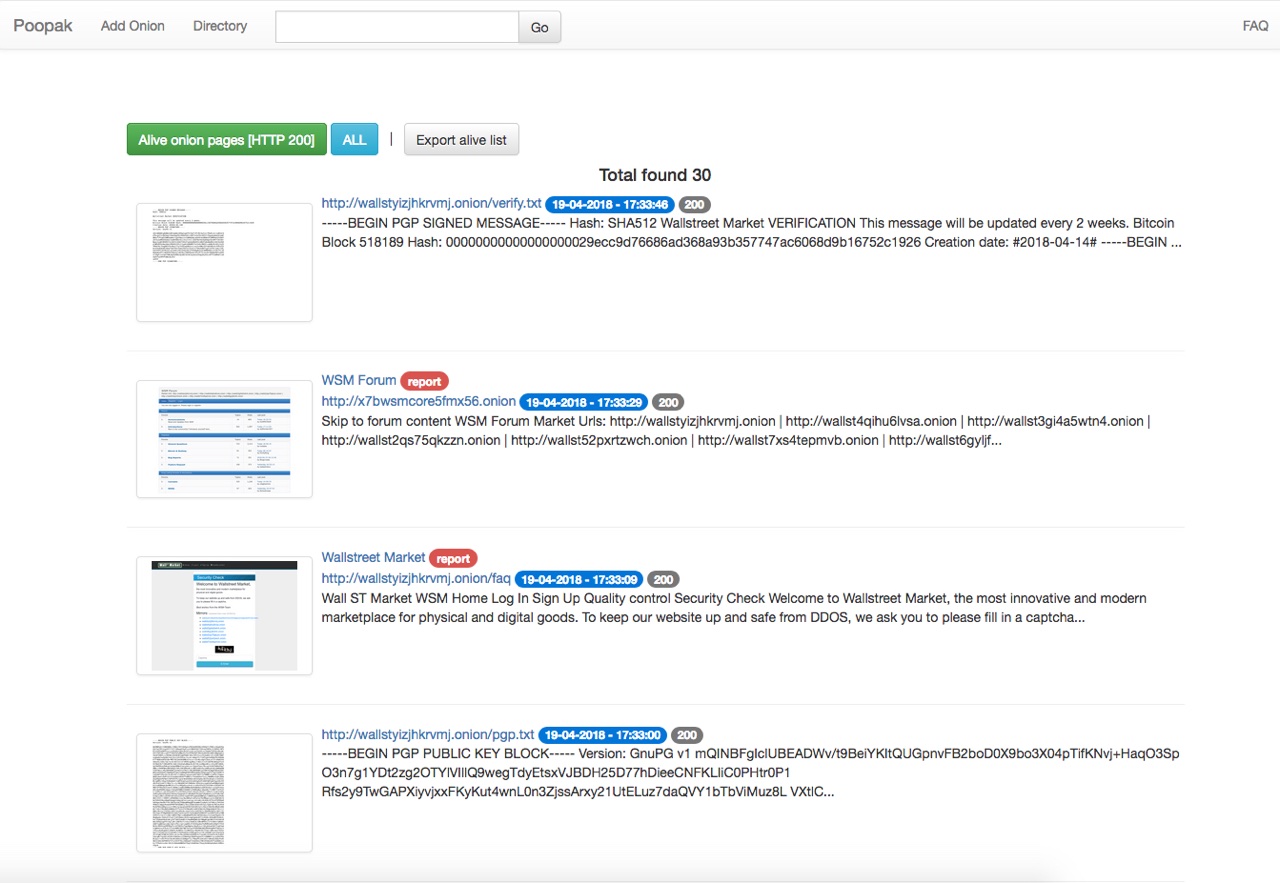 Poopak Add Onion Directory Go FAQ
Alive onion pages [HTTP 200] ALL | Export alive list
Total found 30
http://wallstyizjhkrvmj.onion/verify.txt 19-04-2018 - 17:33:46 200
-----BEGIN PGP SIGNED MESSAGE----- Hash: SHA512 Wallstreet Market VERIFICATION This message will be updated every 2 weeks. Bitcoin
Block 518189 Hash: 0000000000000000029ecc9d76686ad368a93b357747ac6068d9b16752c1926 Creation date: #2018-04-14# -----BEGIN ...
WSM Forum report
http://x7bwsmcore5fmx56.onion 19-04-2018 - 17:33:29 200
Skip to forum content WSM Forum Market Urls: http://wallstyizjhkrvmj.onion | http://wallst4qihu6lvsa.onion | http://wallst3gi4a5wtn4.onion |
http://wallst2qs75qkzzn.onion | http://wallst52pxrtzwch.onion | http://wallst7xs4tepmvb.onion | http://wallst6gyljf...
Wallstreet Market report
http://wallstyizjhkrvmj.onion/faq 19-04-2018 - 17:33:09 200
Wall ST Market WSM Home Log In Sign Up Quality control Security Check Welcome to Wallstreet Market, the most innovative and modern
marketplace for physical and digital goods. To keep our website up and safe from DDOS, we ask you to please fill in a captcha...
http://wallstyizjhkrvmj.onion/pgp.txt 19-04-2018 - 17:33:00 200
-----BEGIN PGP PUBLIC KEY BLOCK----- Version: GnuPG v1 mQINBFgIclUBEADWv/t9BeiYKltQUGpnvFB2boD0X9bo3X04pTifKNvj+HaqO3Sp
O3n7g1YDt2zg2OTYlVIlIQ9wegTdyEtsxVJBDH25D77hDieeCNFKLIiC0PHtr0P1
Rfs2y9TwGAPXiyvjxxFKyKut4wnL0n3ZjssArxy21UtELuz7daQVY1bTbViMuz8L VXtlC...